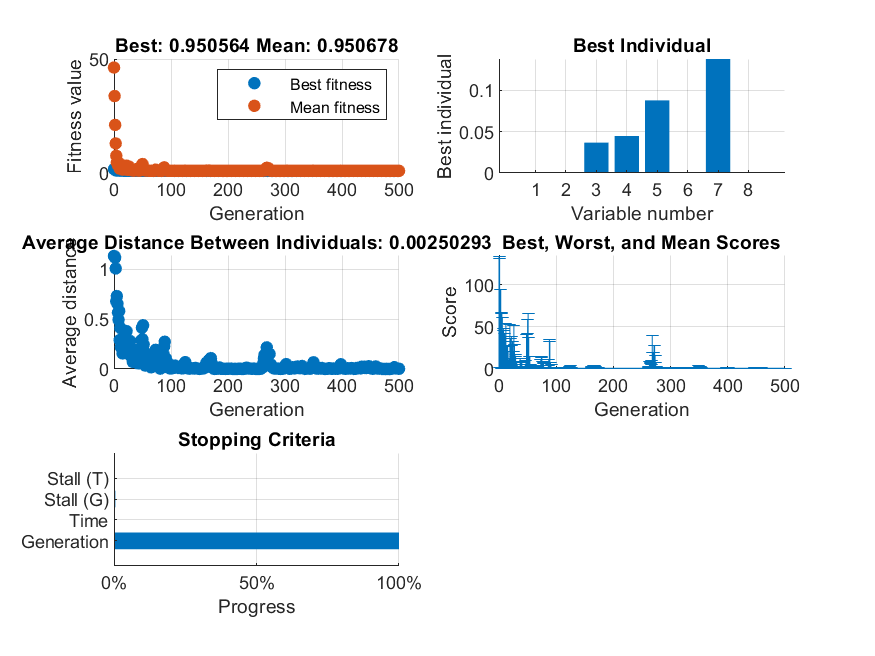 Best: 0.950564 Mean: 0.950678
Fitness value
50
0
Best fitness
Mean fitness
0 100 200 300 400 500
Generation
Best Individual
Best individual
0.1
0.05
0
1 2 3 4 5 6 7 8
Variable number
Average Distance Between Individuals: 0.00250293
Average distance
1
0.5
0
0 100 200 300 400 500
Generation
Best, Worst, and Mean Scores
Score
100
50
0
0 100 200 300 400 500
Generation
Stopping Criteria
Stall (T)
Stall (G)
Time
Generation
0% 50% 100%
Progress